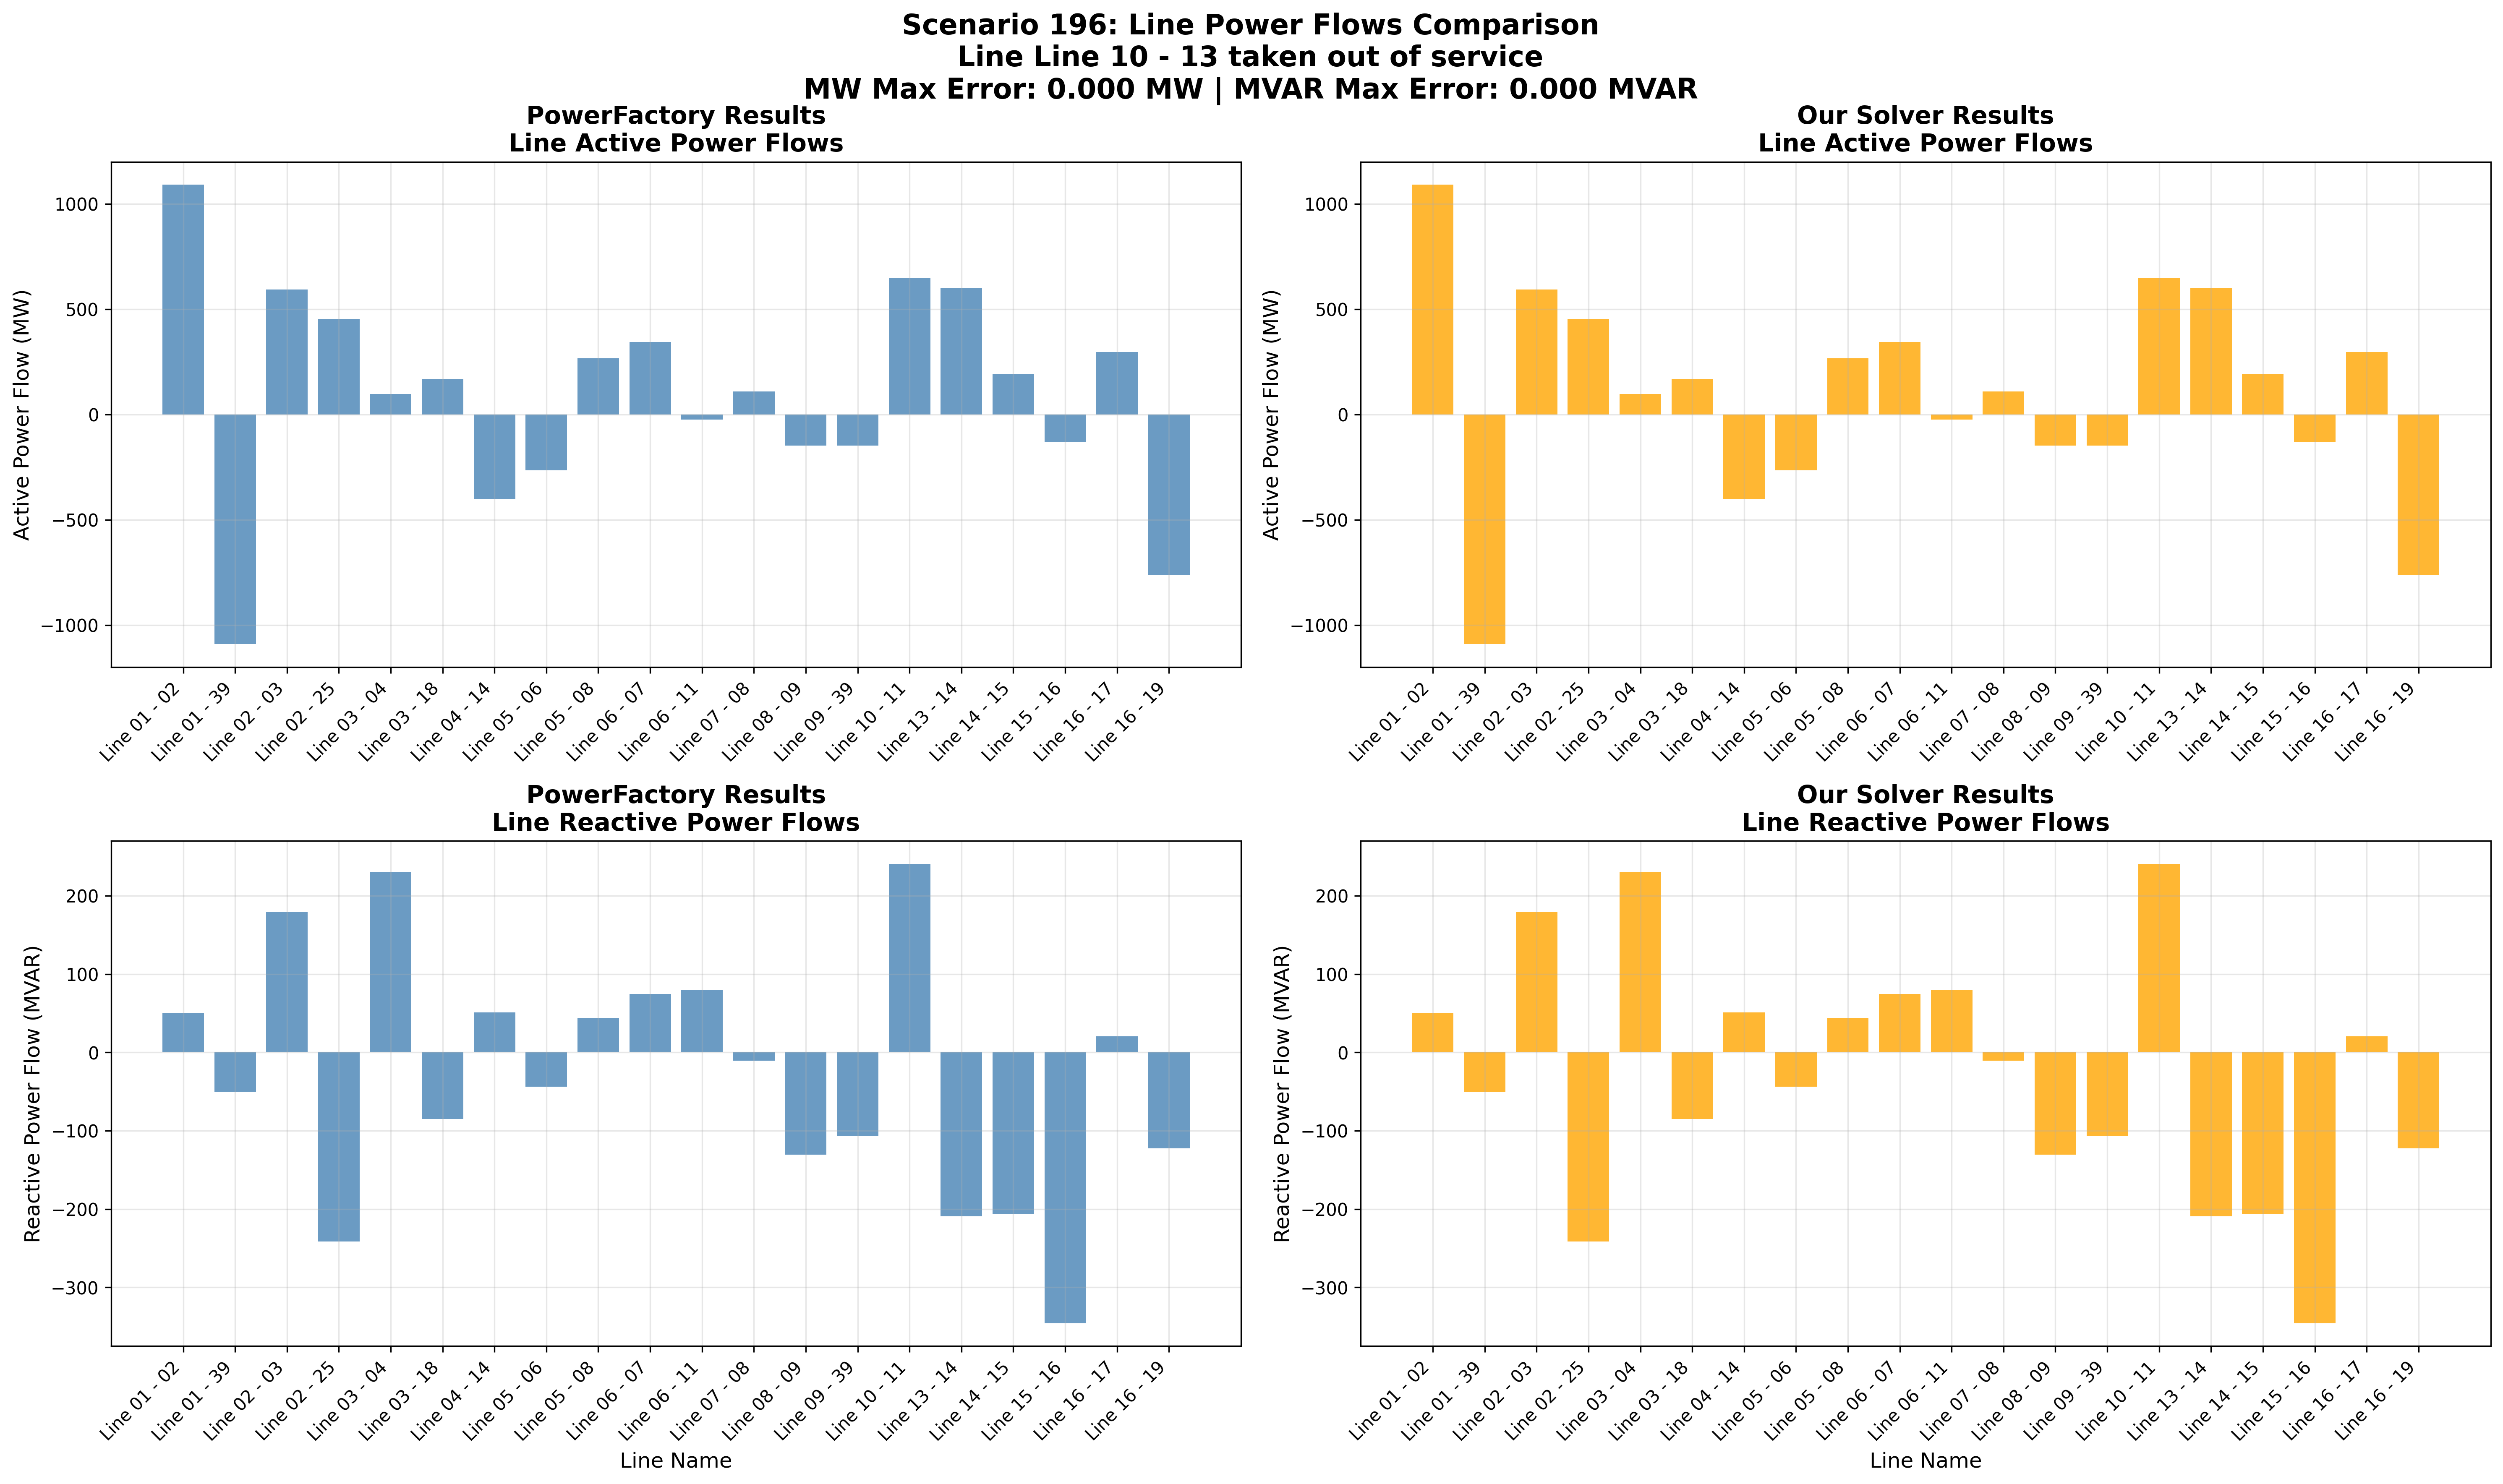 Scenario 196: Line Power Flows Comparison
Line Line 10 - 13 taken out of service
MW Max Error: 0.000 MW | MVAR Max Error: 0.000 MVAR
PowerFactory Results
Line Active Power Flows
Active Power Flow (MW)
1000
500
0
−500
−1000
Line 01 - 02
Line 01 - 39
Line 02 - 03
Line 02 - 25
Line 03 - 04
Line 03 - 18
Line 04 - 14
Line 05 - 06
Line 05 - 08
Line 06 - 07
Line 06 - 11
Line 07 - 08
Line 08 - 09
Line 09 - 39
Line 10 - 11
Line 13 - 14
Line 14 - 15
Line 15 - 16
Line 16 - 17
Line 16 - 19
Our Solver Results
Line Active Power Flows
Active Power Flow (MW)
1000
500
0
−500
−1000
Line 01 - 02
Line 01 - 39
Line 02 - 03
Line 02 - 25
Line 03 - 04
Line 03 - 18
Line 04 - 14
Line 05 - 06
Line 05 - 08
Line 06 - 07
Line 06 - 11
Line 07 - 08
Line 08 - 09
Line 09 - 39
Line 10 - 11
Line 13 - 14
Line 14 - 15
Line 15 - 16
Line 16 - 17
Line 16 - 19
PowerFactory Results
Line Reactive Power Flows
Reactive Power Flow (MVAR)
200
100
0
−100
−200
−300
Line 01 - 02
Line 01 - 39
Line 02 - 03
Line 02 - 25
Line 03 - 04
Line 03 - 18
Line 04 - 14
Line 05 - 06
Line 05 - 08
Line 06 - 07
Line 06 - 11
Line 07 - 08
Line 08 - 09
Line 09 - 39
Line 10 - 11
Line 13 - 14
Line 14 - 15
Line 15 - 16
Line 16 - 17
Line 16 - 19
Line Name
Our Solver Results
Line Reactive Power Flows
Reactive Power Flow (MVAR)
200
100
0
−100
−200
−300
Line 01 - 02
Line 01 - 39
Line 02 - 03
Line 02 - 25
Line 03 - 04
Line 03 - 18
Line 04 - 14
Line 05 - 06
Line 05 - 08
Line 06 - 07
Line 06 - 11
Line 07 - 08
Line 08 - 09
Line 09 - 39
Line 10 - 11
Line 13 - 14
Line 14 - 15
Line 15 - 16
Line 16 - 17
Line 16 - 19
Line Name